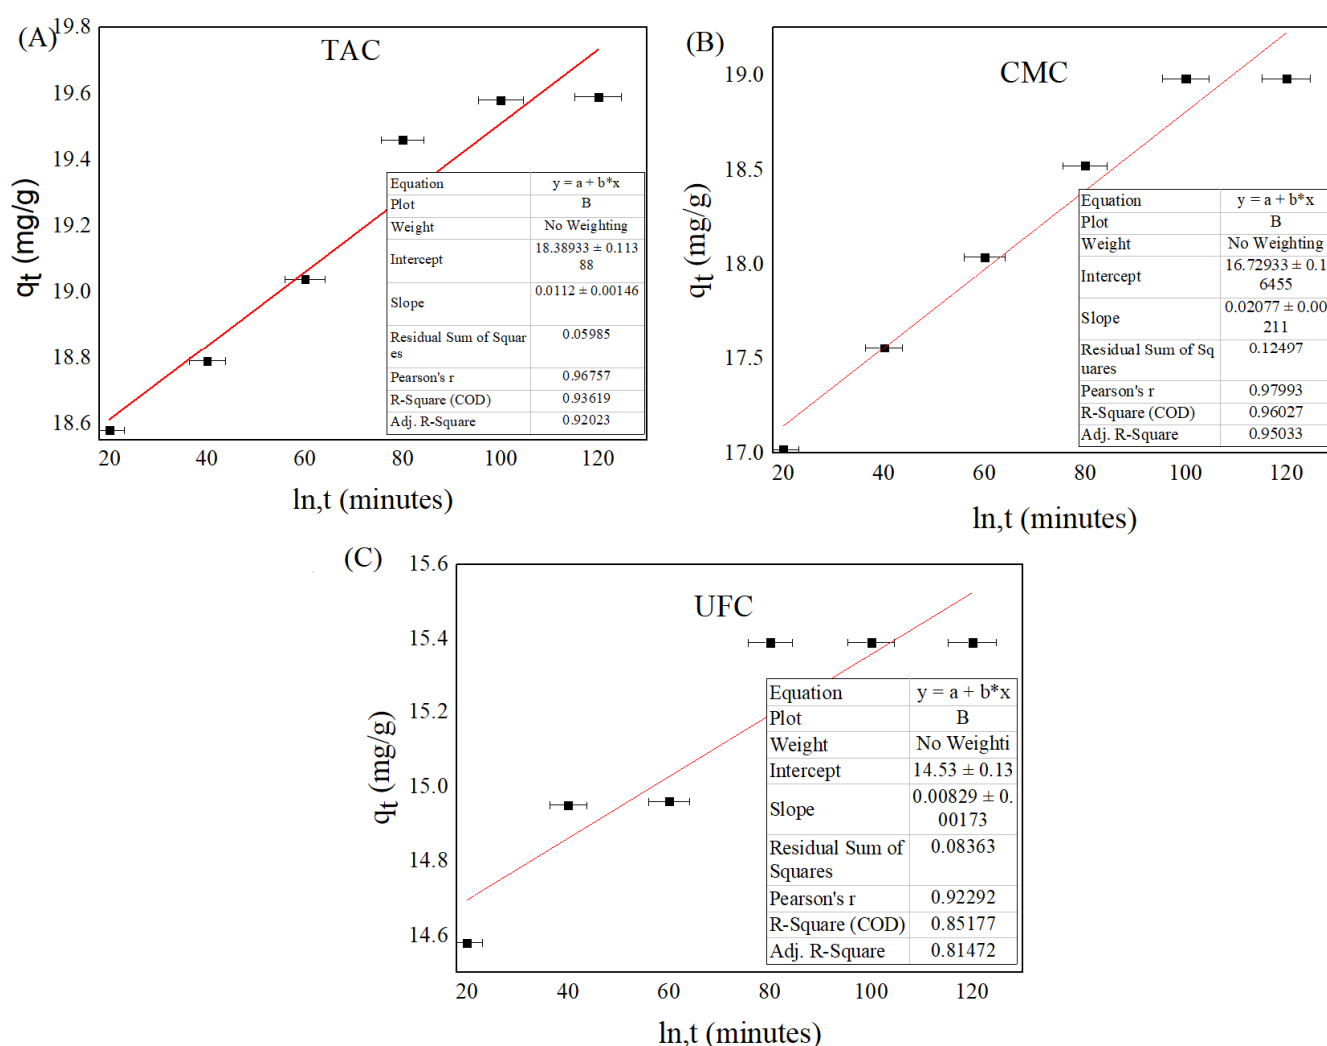 (A)
TAC
19.8
19.6
19.4
19.2
19.0
18.8
18.6
qt (mg/g)
20 40 60 80 100 120
ln,t (minutes)
Equation y = a + b*x
Plot B
Weight No Weighting
Intercept 18.38933 ± 0.113
88
Slope 0.0112 ± 0.00146
Residual Sum of Squar
es 0.05985
Pearson's r 0.96757
R-Square (COD) 0.93619
Adj. R-Square 0.92023
(B)
CMC
19.0
18.5
18.0
17.5
17.0
qt (mg/g)
20 40 60 80 100 120
ln,t (minutes)
Equation y = a + b*x
Plot B
Weight No Weighting
Intercept 16.72933 ± 0.1
6455
Slope 0.02077 ± 0.00
211
Residual Sum of Sq
uares 0.12497
Pearson's r 0.97993
R-Square (COD) 0.96027
Adj. R-Square 0.95033
(C)
UFC
15.6
15.4
15.2
15.0
14.8
14.6
qt (mg/g)
20 40 60 80 100 120
ln,t (minutes)
Equation y = a + b*x
Plot B
Weight No Weighti
Intercept 14.53 ± 0.13
Slope 0.00829 ± 0.
00173
Residual Sum of
Squares 0.08363
Pearson's r 0.92292
R-Square (COD) 0.85177
Adj. R-Square 0.81472